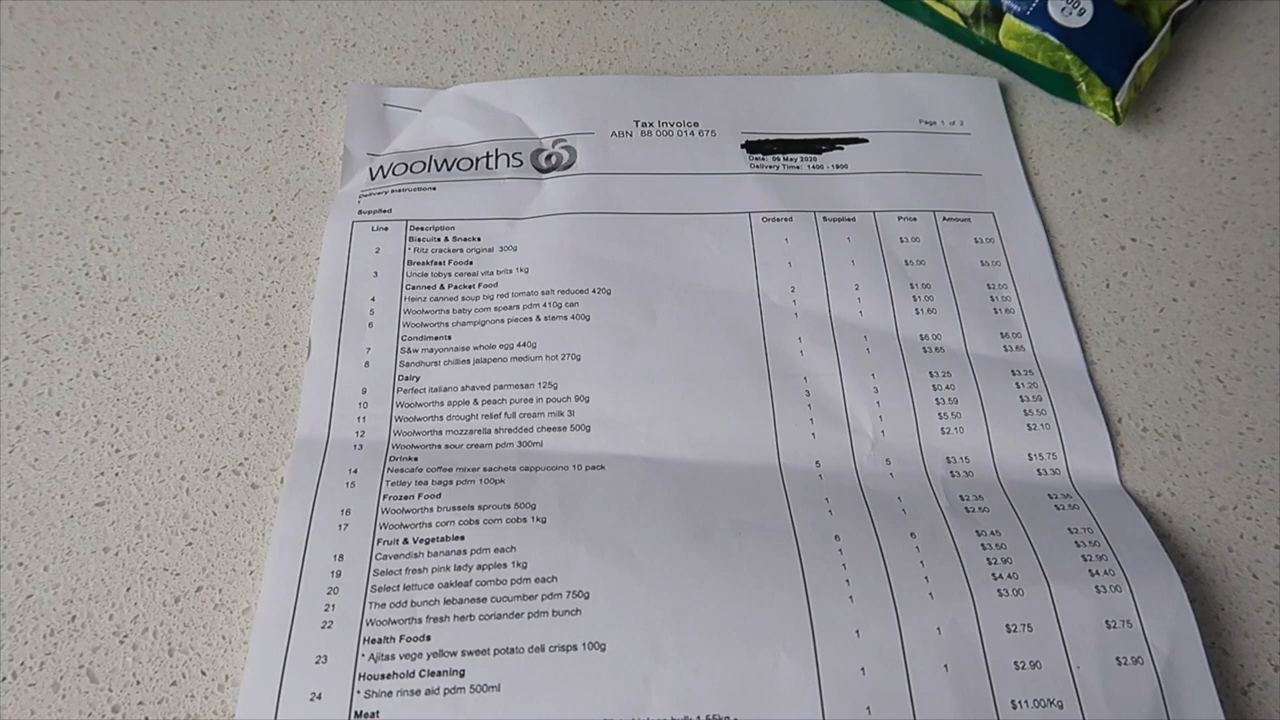 00g
Tax Invoice
ABN 88 000 014 675
Page 1 of 2
woolworths
Date: 09 May 2020
Delivery Time: 1400 - 1900
Delivery Instructions
Supplied
Line Description Ordered Supplied Price Amount
Biscuits & Snacks
2 * Ritz crackers original 300g 1 1 $3.00 $3.00
Breakfast Foods
3 Uncle tobys cereal vita brits 1kg 1 1 $5.00 $5.00
Canned & Packet Food
4 Heinz canned soup big red tomato salt reduced 420g 2 2 $1.00 $2.00
5 Woolworths baby corn spears pdm 410g can 1 1 $1.00 $1.00
6 Woolworths champignons pieces & stems 400g 1 1 $1.60 $1.60
Condiments
7 S&w mayonnaise whole egg 440g 1 1 $6.00 $6.00
8 Sandhurst chillies jalapeno medium hot 270g 1 1 $3.65 $3.65
Dairy
9 Perfect italiano shaved parmesan 125g 1 1 $3.25 $3.25
10 Woolworths apple & peach puree in pouch 90g 3 3 $0.40 $1.20
11 Woolworths drought relief full cream milk 3l 1 1 $3.59 $3.59
12 Woolworths mozzarella shredded cheese 500g 1 1 $5.50 $5.50
13 Woolworths sour cream pdm 300ml 1 1 $2.10 $2.10
Drinks
14 Nescafe coffee mixer sachets cappuccino 10 pack 5 5 $3.15 $15.75
15 Tetley tea bags pdm 100pk 1 1 $3.30 $3.30
Frozen Food
16 Woolworths brussels sprouts 500g 1 1 $2.35 $2.35
17 Woolworths corn cobs corn cobs 1kg 1 1 $2.50 $2.50
Fruit & Vegetables
18 Cavendish bananas pdm each 6 6 $0.45 $2.70
19 Select fresh pink lady apples 1kg 1 1 $3.50 $3.50
20 Select lettuce oakleaf combo pdm each 1 1 $2.90 $2.90
21 The odd bunch lebanese cucumber pdm 750g 1 1 $4.40 $4.40
22 Woolworths fresh herb coriander pdm bunch 1 1 $3.00 $3.00
Health Foods
23 * Ajitas vege yellow sweet potato deli crisps 100g 1 1 $2.75 $2.75
Household Cleaning
24 * Shine rinse aid pdm 500ml 1 1 $2.90 $2.90
Meat
1 $11.00/Kg